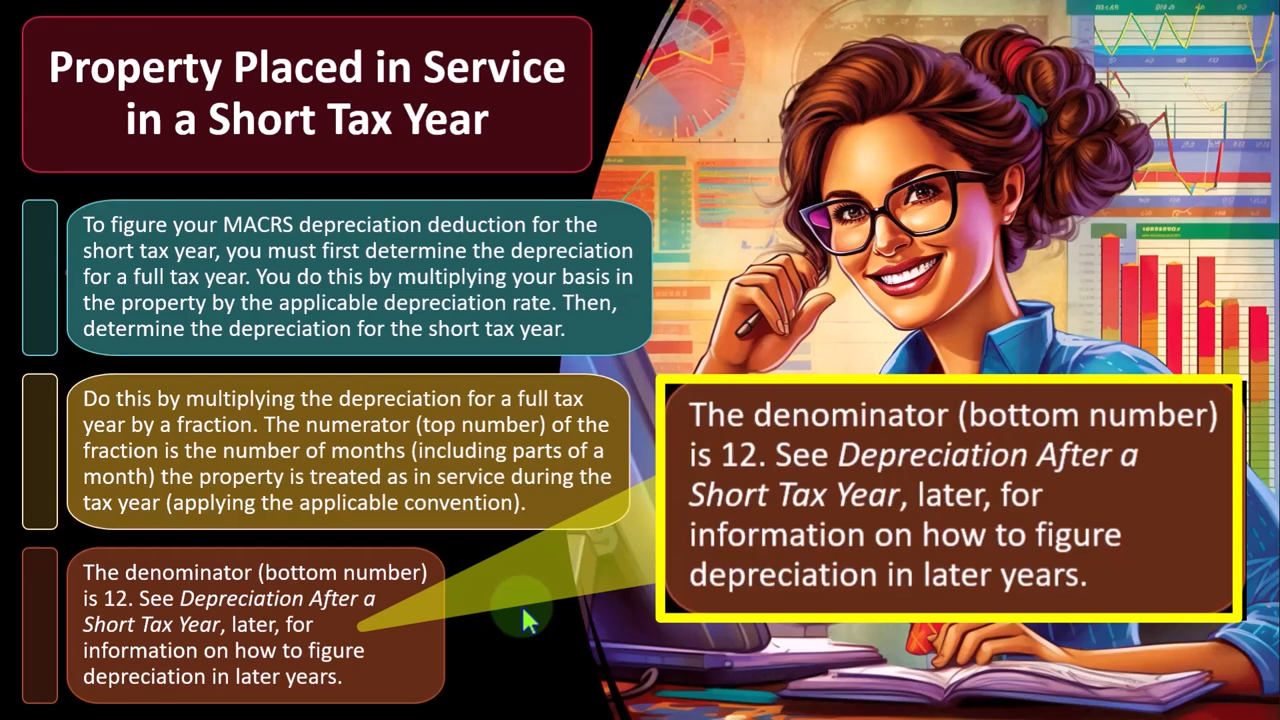 Property Placed in Service
in a Short Tax Year
To figure your MACRS depreciation deduction for the
short tax year, you must first determine the depreciation
for a full tax year. You do this by multiplying your basis in
the property by the applicable depreciation rate. Then,
determine the depreciation for the short tax year.
Do this by multiplying the depreciation for a full tax
year by a fraction. The numerator (top number) of the
fraction is the number of months (including parts of a
month) the property is treated as in service during the
tax year (applying the applicable convention).
The denominator (bottom number)
is 12. See Depreciation After a
Short Tax Year, later, for
information on how to figure
depreciation in later years.
The denominator (bottom number)
is 12. See Depreciation After a
Short Tax Year, later, for
information on how to figure
depreciation in later years.